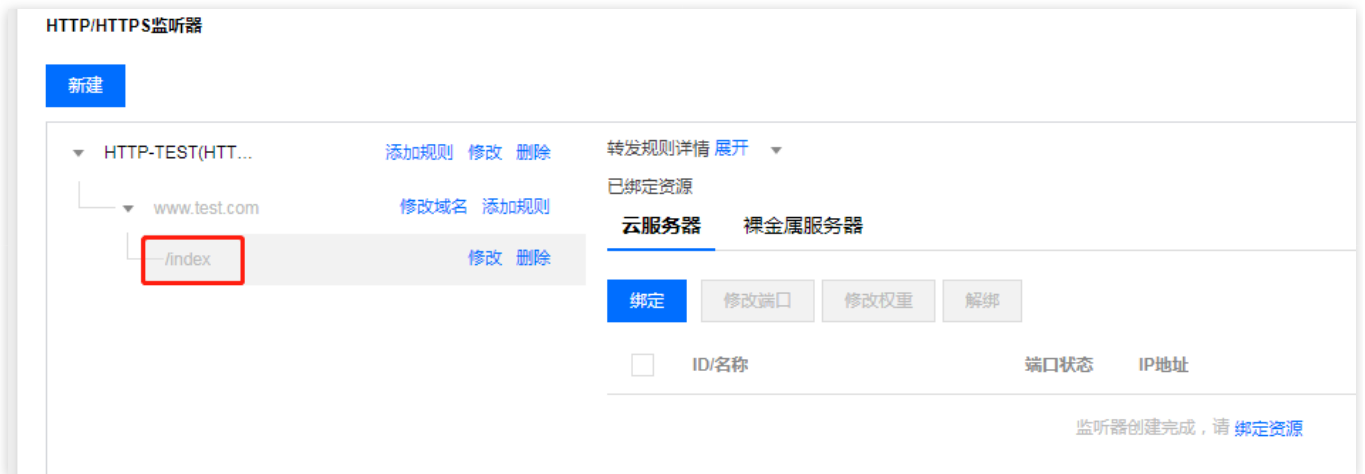 HTTP/HTTPS监听器
新建
HTTP-TEST(HTT... 添加规则 修改 删除
www.test.com 修改域名 添加规则
/index 修改 删除
转发规则详情 展开
已绑定资源
云服务器 裸金属服务器
绑定 修改端口 修改权重 解绑
ID/名称 端口状态 IP地址
监听器创建完成，请 绑定资源